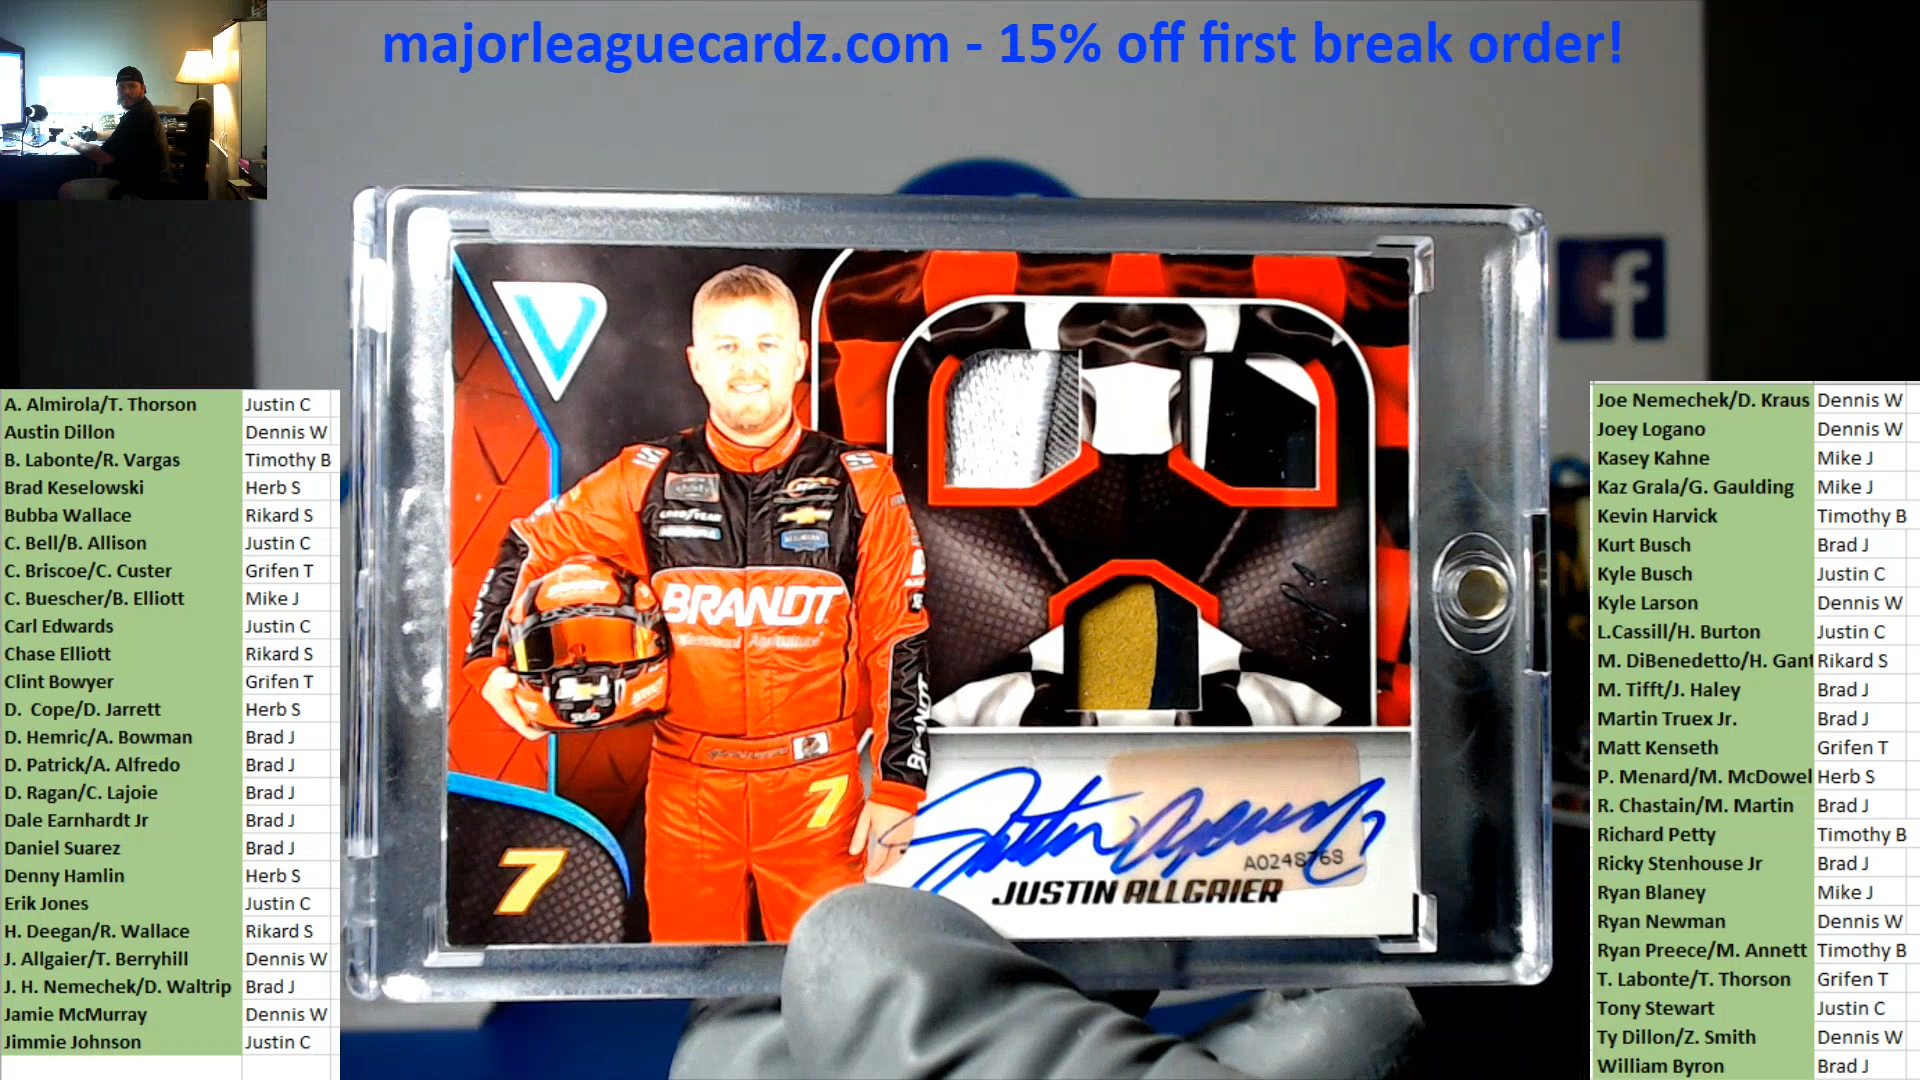 majorleaguecardz.com - 15% off first break order!
A. Almirola/T. Thorson Justin C
Austin Dillon Dennis W
B. Labonte/R. Vargas Timothy B
Brad Keselowski Herb S
Bubba Wallace Rikard S
C. Bell/B. Allison Justin C
C. Briscoe/C. Custer Grifen T
C. Buescher/B. Elliott Mike J
Carl Edwards Justin C
Chase Elliott Rikard S
Clint Bowyer Grifen T
D. Cope/D. Jarrett Herb S
D. Hemric/A. Bowman Brad J
D. Patrick/A. Alfredo Brad J
D. Ragan/C. Lajoie Brad J
Dale Earnhardt Jr Brad J
Daniel Suarez Brad J
Denny Hamlin Herb S
Erik Jones Justin C
H. Deegan/R. Wallace Rikard S
J. Allgaier/T. Berryhill Dennis W
J. H. Nemechek/D. Waltrip Brad J
Jamie McMurray Dennis W
Jimmie Johnson Justin C
V
GOOD YEAR
BRANDT
Stilo
BRANDT
7
7
A0248768
JUSTIN ALLGAIER
f
Joe Nemechek/D. Kraus Dennis W
Joey Logano Dennis W
Kasey Kahne Mike J
Kaz Grala/G. Gaulding Mike J
Kevin Harvick Timothy B
Kurt Busch Brad J
Kyle Busch Justin C
Kyle Larson Dennis W
L.Cassill/H. Burton Justin C
M. DiBenedetto/H. Gant Rikard S
M. Tifft/J. Haley Brad J
Martin Truex Jr. Brad J
Matt Kenseth Grifen T
P. Menard/M. McDowel Herb S
R. Chastain/M. Martin Brad J
Richard Petty Timothy B
Ricky Stenhouse Jr Brad J
Ryan Blaney Mike J
Ryan Newman Dennis W
Ryan Preece/M. Annett Timothy B
T. Labonte/T. Thorson Grifen T
Tony Stewart Justin C
Ty Dillon/Z. Smith Dennis W
William Byron Brad J